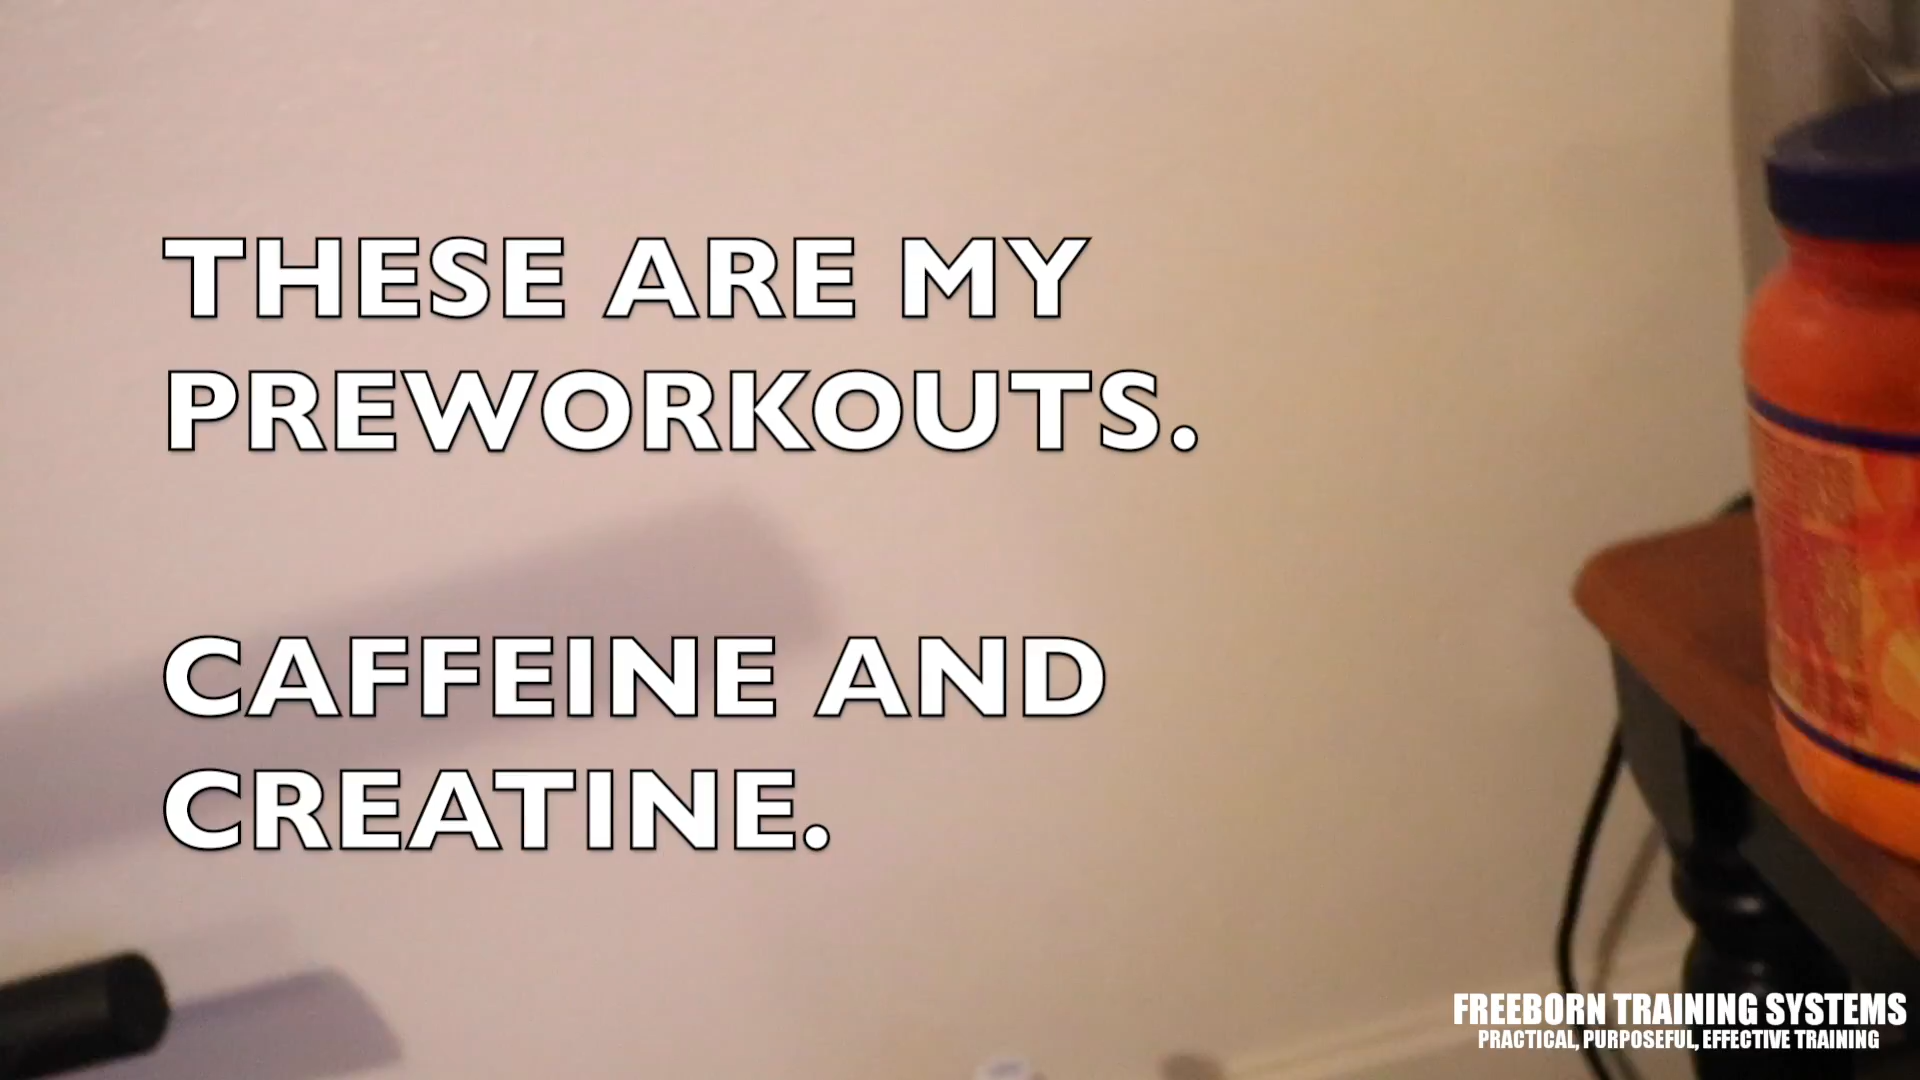 THESE ARE MY
PREWORKOUTS.
CAFFEINE AND
CREATINE.
FREEBORN TRAINING SYSTEMS
PRACTICAL, PURPOSEFUL, EFFECTIVE TRAINING